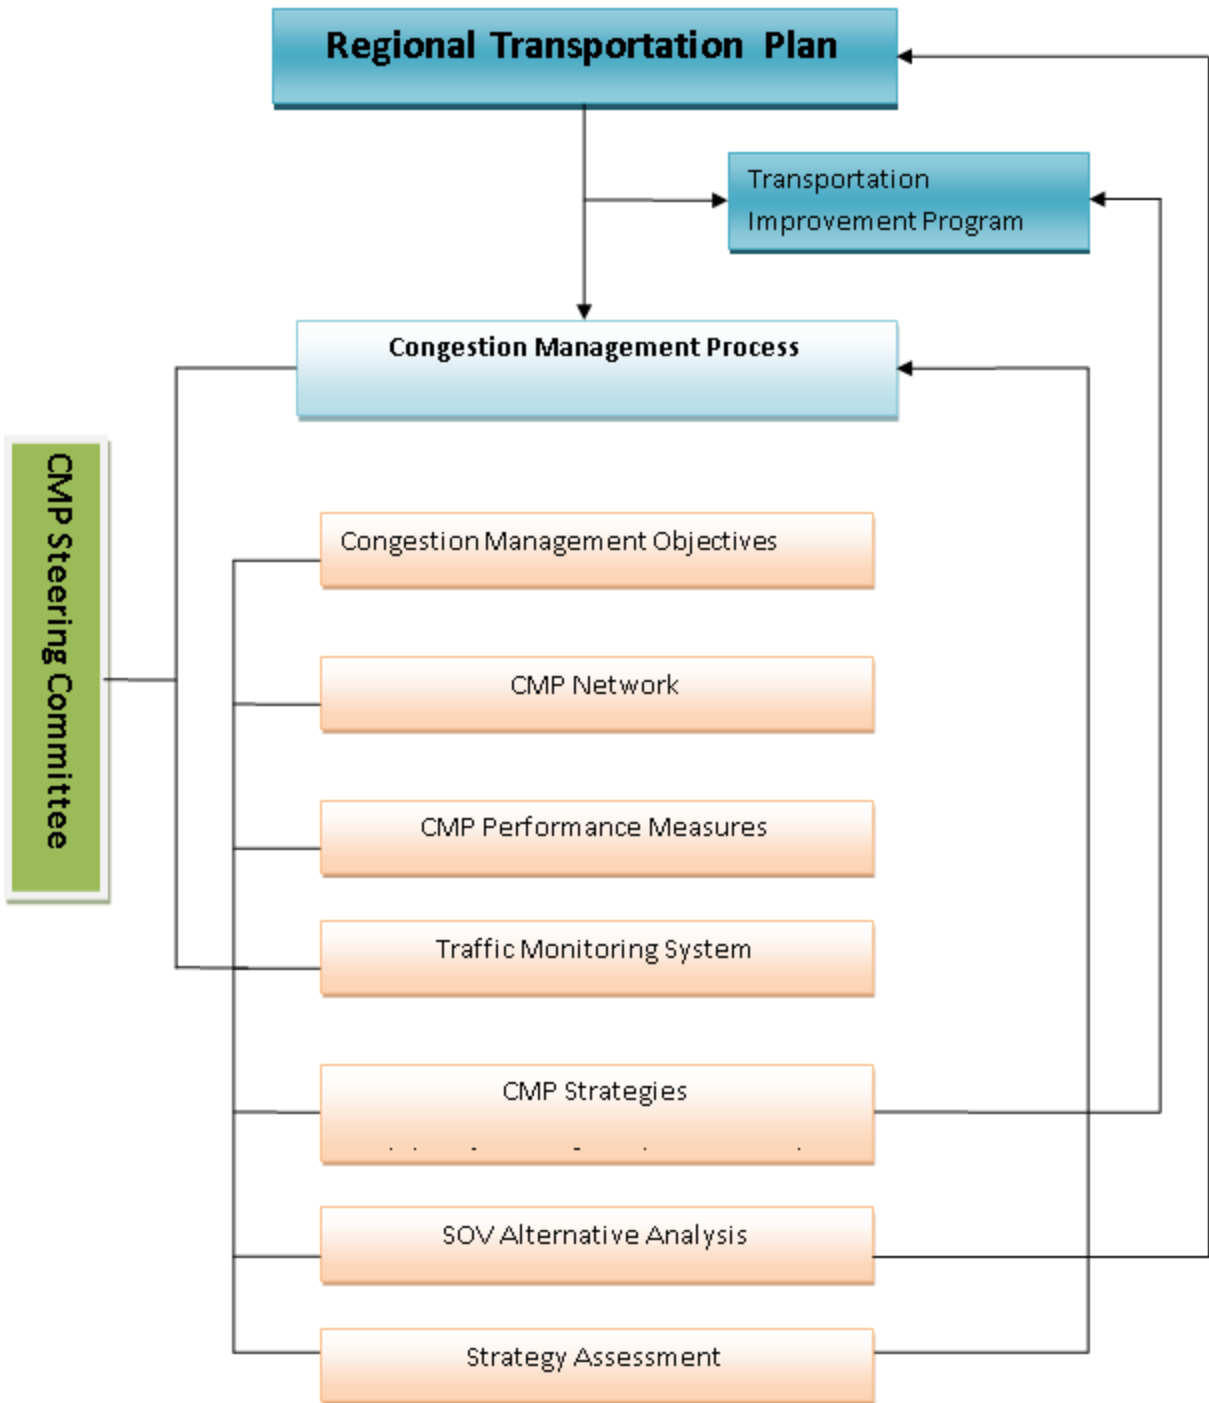 Regional Transportation Plan
Transportation
Improvement Program
Congestion Management Process
CMP Steering Committee
Congestion Management Objectives
CMP Network
CMP Performance Measures
Traffic Monitoring System
CMP Strategies
SOV Alternative Analysis
Strategy Assessment